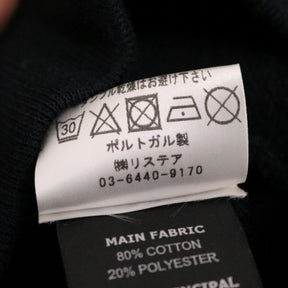 ンブル乾燥はお避け下さい
30
ポルトガル製
㈱リステア
03-6440-9170
MAIN FABRIC
80% COTTON
20% POLYESTER